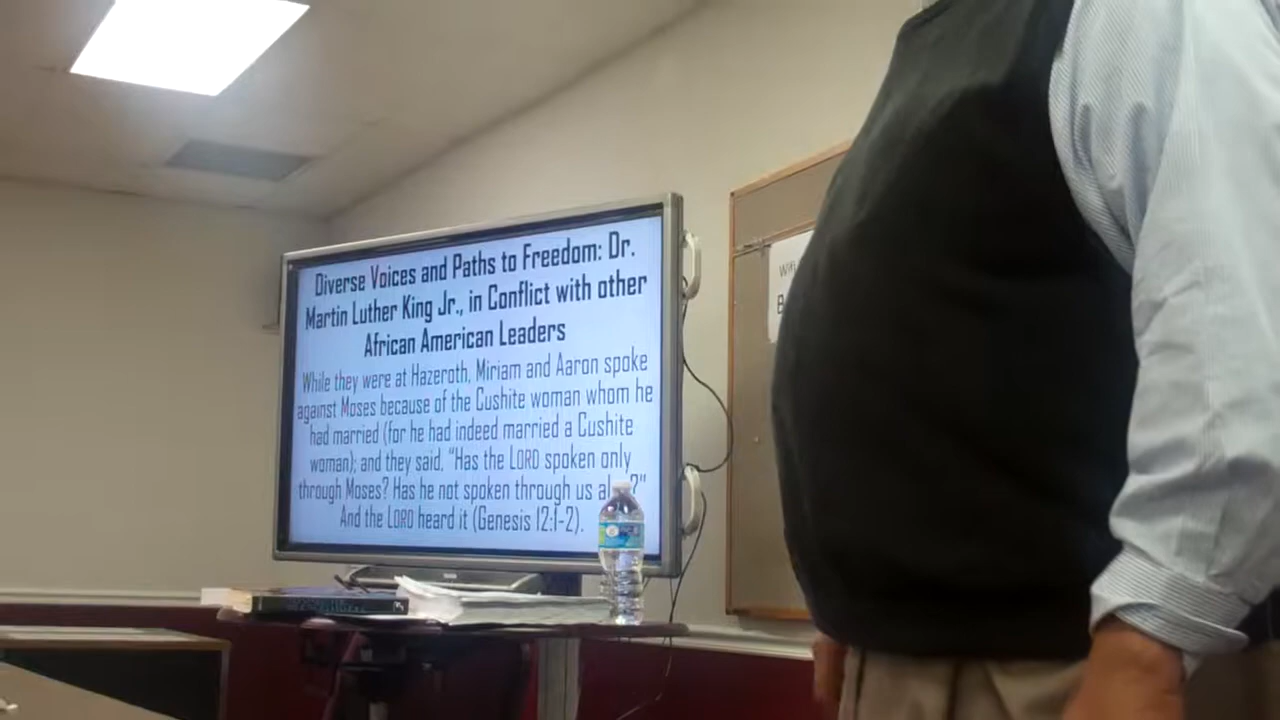 Diverse Voices and Paths to Freedom: Dr.
Martin Luther King Jr., in Conflict with other
African American Leaders
While they were at Hazeroth, Miriam and Aaron spoke
against Moses because of the Cushite woman whom he
had married (for he had indeed married a Cushite
woman); and they said, "Has the LORD spoken only
through Moses? Has he not spoken through us al ?"
And the LORD heard it (Genesis 12:1-2).
Wifi